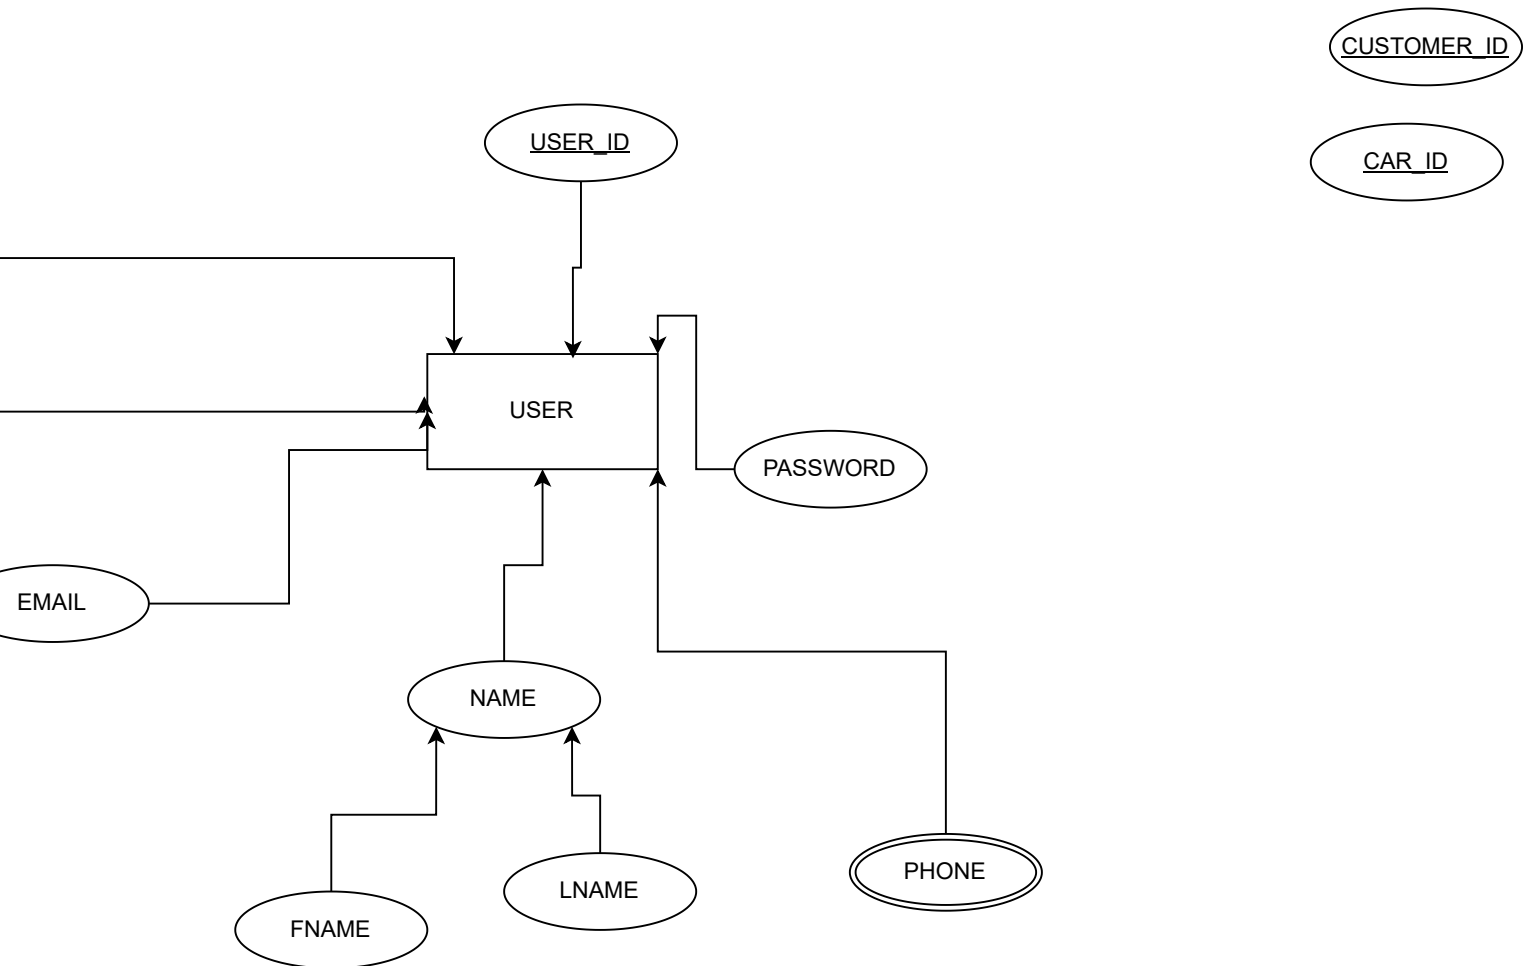 CUSTOMER_ID
USER_ID
CAR_ID
USER
PASSWORD
EMAIL
NAME
PHONE
LNAME
FNAME